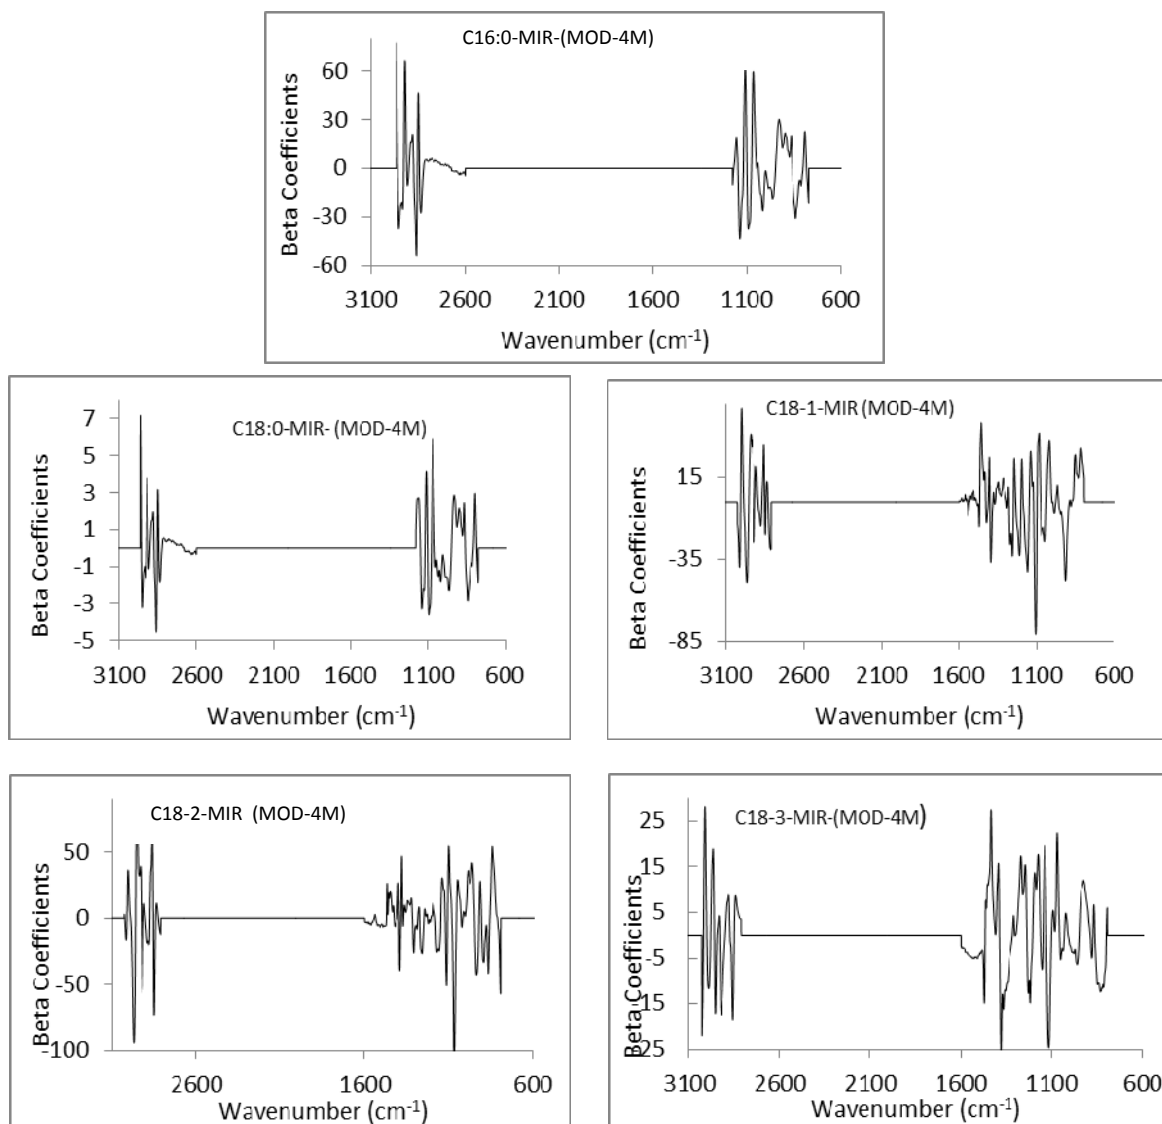 C16:0-MIR-(MOD-4M)
Beta Coefficients
60
30
0
-30
-60
3100 2600 2100 1600 1100 600
Wavenumber (cm-1)
C18:0-MIR- (MOD-4M)
Beta Coefficients
7
5
3
1
-1
-3
-5
3100 2600 2100 1600 1100 600
Wavenumber (cm-1)
C18-1-MIR (MOD-4M)
Beta Coefficients
15
-35
-85
3100 2600 2100 1600 1100 600
Wavenumber (cm-1)
C18-2-MIR (MOD-4M)
Beta Coefficients
50
0
-50
-100
2600 1600 600
Wavenumber (cm-1)
C18-3-MIR-(MOD-4M)
Beta Coefficients
25
15
5
-5
-15
-25
3100 2600 2100 1600 1100 600
Wavenumber (cm-1)